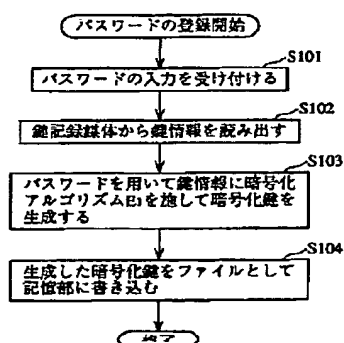 パスワードの登録開始
S101
パスワードの入力を受け付ける
S102
鍵記録媒体から鍵情報を読み出す
S103
パスワードを用いて鍵情報に暗号化
アルゴリズムE1を施して暗号化鍵を
生成する
S104
生成した暗号化鍵をファイルとして
記憶部に書き込む
終了